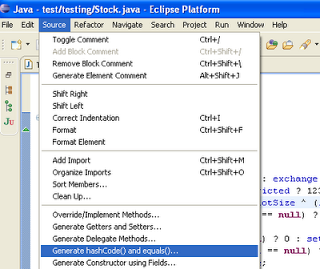 Java - test/testing/Stock.java - Eclipse Platform
File Edit Source Refactor Navigate Search Project Run Window Help
Toggle Comment Ctrl+/
Add Block Comment Ctrl+Shift+/
Remove Block Comment Ctrl+Shift+\
Generate Element Comment Alt+Shift+J
Shift Right
Shift Left
Correct Indentation Ctrl+I
Format Ctrl+Shift+F
Format Element
Add Import Ctrl+Shift+M
Organize Imports Ctrl+Shift+O
Sort Members...
Clean Up...
Override/Implement Methods...
Generate Getters and Setters...
Generate Delegate Methods...
Generate hashCode() and equals()...
Generate Constructor using Fields...
: exchange
? 123
otSize ^ (
== null) ?
) ? 0 : set
== null)